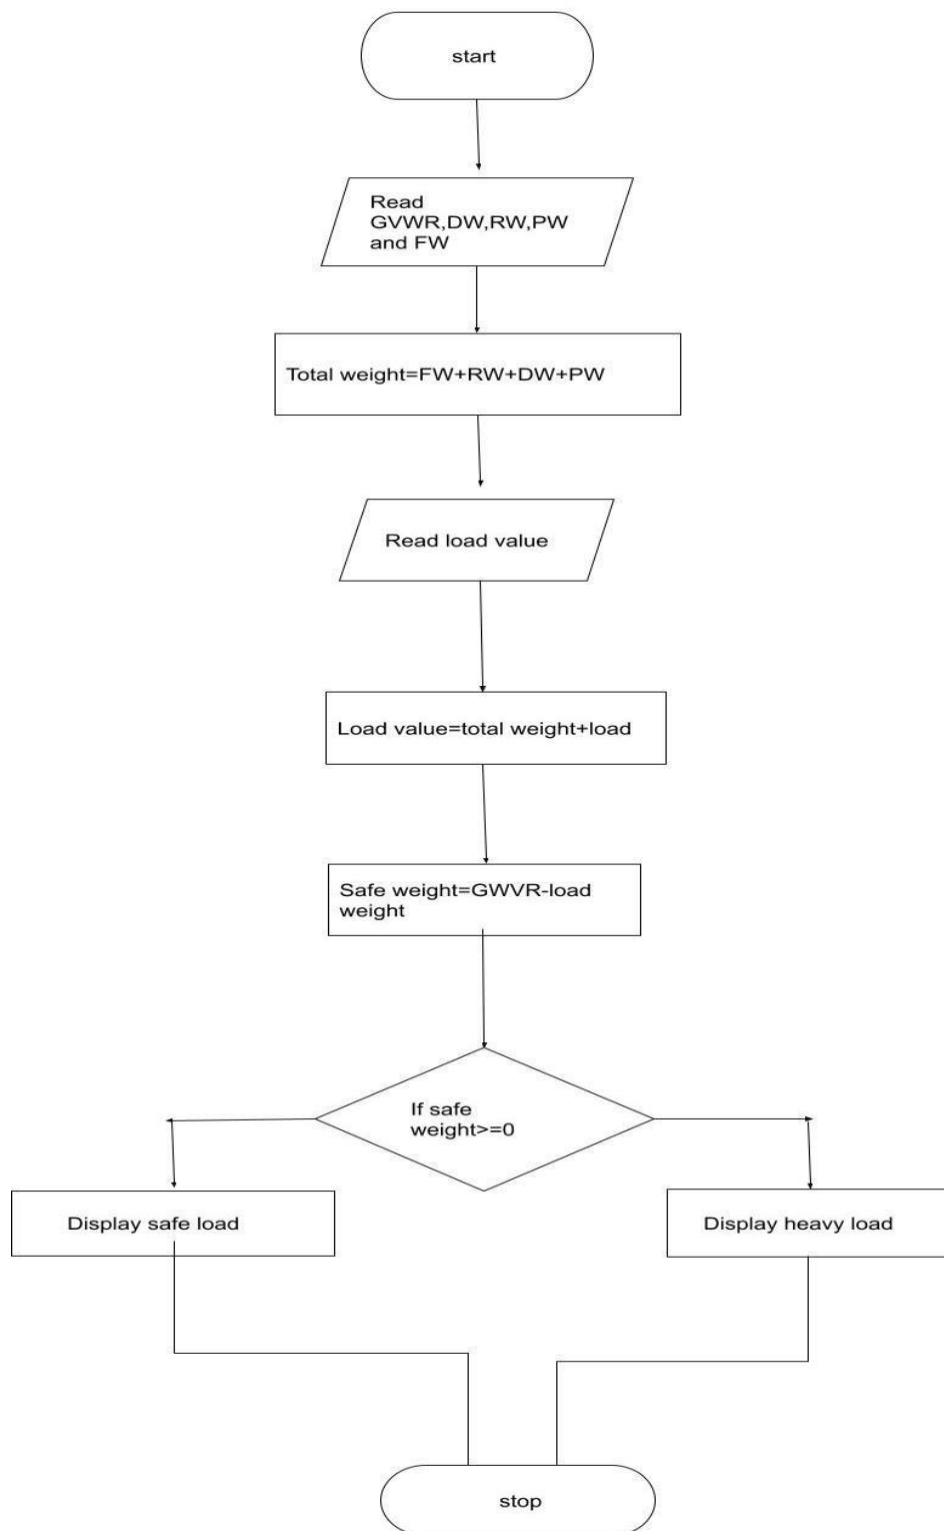 start
Read
GVWR,DW,RW,PW
and FW
Total weight=FW+RW+DW+PW
Read load value
Load value=total weight+load
Safe weight=GWVR-load
weight
If safe
weight>=0
Display safe load
Display heavy load
stop